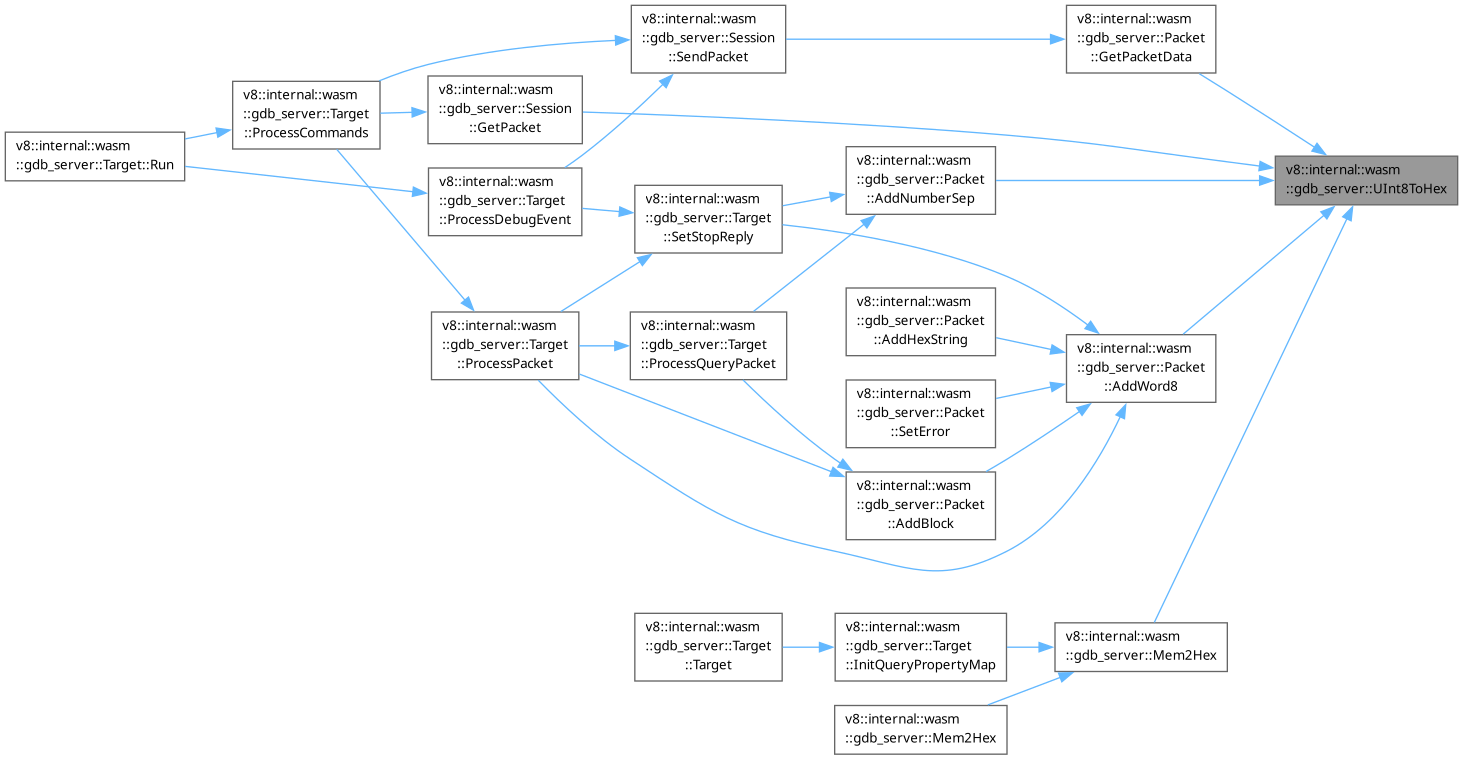 v8::internal::wasm
::gdb_server::Session
::SendPacket
v8::internal::wasm
::gdb_server::Packet
::GetPacketData
v8::internal::wasm
::gdb_server::Target
::ProcessCommands
v8::internal::wasm
::gdb_server::Session
::GetPacket
v8::internal::wasm
::gdb_server::Target::Run
v8::internal::wasm
::gdb_server::Target
::ProcessDebugEvent
v8::internal::wasm
::gdb_server::Packet
::AddNumberSep
v8::internal::wasm
::gdb_server::UInt8ToHex
v8::internal::wasm
::gdb_server::Target
::SetStopReply
v8::internal::wasm
::gdb_server::Packet
::AddHexString
v8::internal::wasm
::gdb_server::Target
::ProcessPacket
v8::internal::wasm
::gdb_server::Target
::ProcessQueryPacket
v8::internal::wasm
::gdb_server::Packet
::AddWord8
v8::internal::wasm
::gdb_server::Packet
::SetError
v8::internal::wasm
::gdb_server::Packet
::AddBlock
v8::internal::wasm
::gdb_server::Target
::Target
v8::internal::wasm
::gdb_server::Target
::InitQueryPropertyMap
v8::internal::wasm
::gdb_server::Mem2Hex
v8::internal::wasm
::gdb_server::Mem2Hex